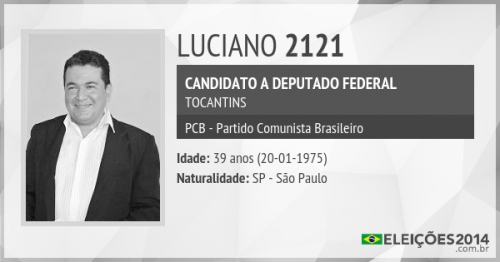 LUCIANO 2121
CANDIDATO A DEPUTADO FEDERAL
TOCANTINS
PCB - Partido Comunista Brasileiro
Idade: 39 anos (20-01-1975)
Naturalidade: SP - São Paulo
ELEIÇÕES2014
.com.br